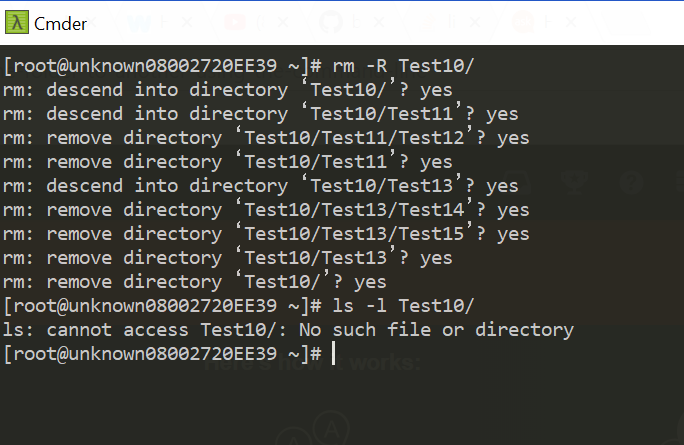 Cmder
[root@unknown08002720EE39 ~]# rm -R Test10/
rm: descend into directory ‘Test10/’? yes
rm: descend into directory ‘Test10/Test11’? yes
rm: remove directory ‘Test10/Test11/Test12’? yes
rm: remove directory ‘Test10/Test11’? yes
rm: descend into directory ‘Test10/Test13’? yes
rm: remove directory ‘Test10/Test13/Test14’? yes
rm: remove directory ‘Test10/Test13/Test15’? yes
rm: remove directory ‘Test10/Test13’? yes
rm: remove directory ‘Test10/’? yes
[root@unknown08002720EE39 ~]# ls -l Test10/
ls: cannot access Test10/: No such file or directory
[root@unknown08002720EE39 ~]#
Here's how it works: